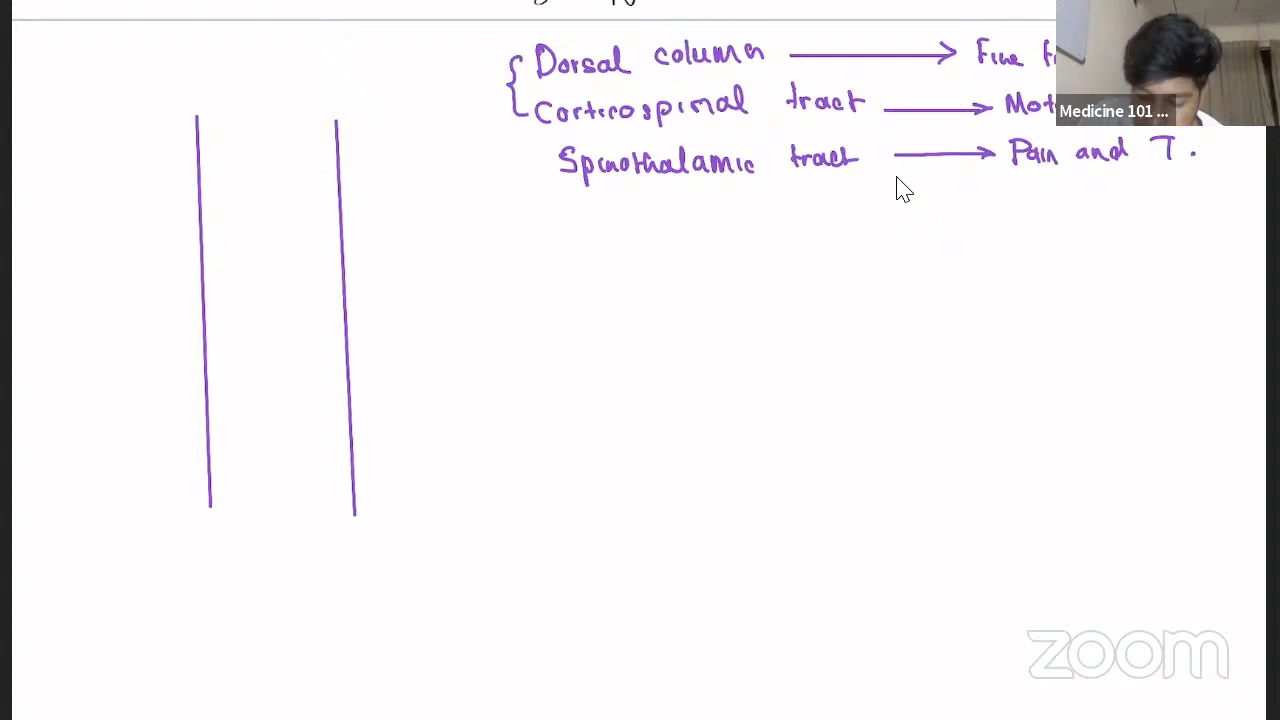 Dorsal column → Fine
Corticospinal tract → Mot
Spinothalamic tract → Pain and T.
Medicine 101 ...
zoom